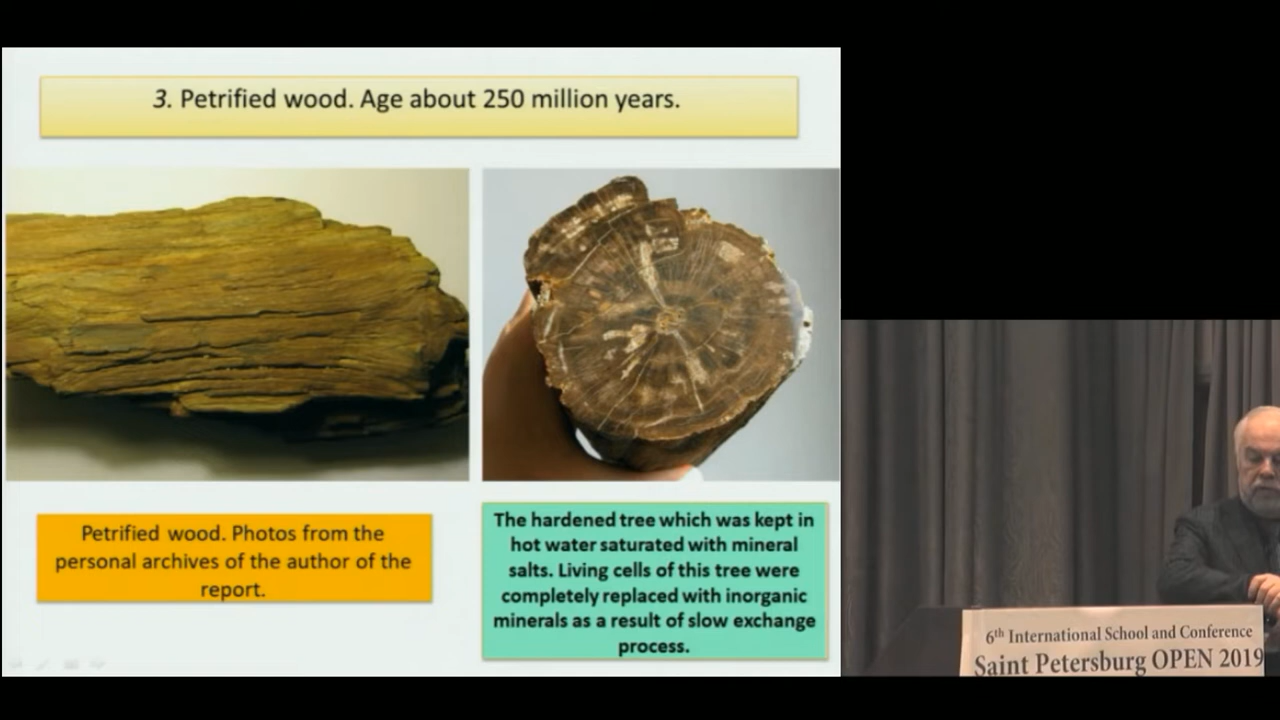 3. Petrified wood. Age about 250 million years.
Petrified wood. Photos from the
personal archives of the author of the
report.
The hardened tree which was kept in
hot water saturated with mineral
salts. Living cells of this tree were
completely replaced with inorganic
minerals as a result of slow exchange
process.
6th International School and Conference
Saint Petersburg OPEN 2019